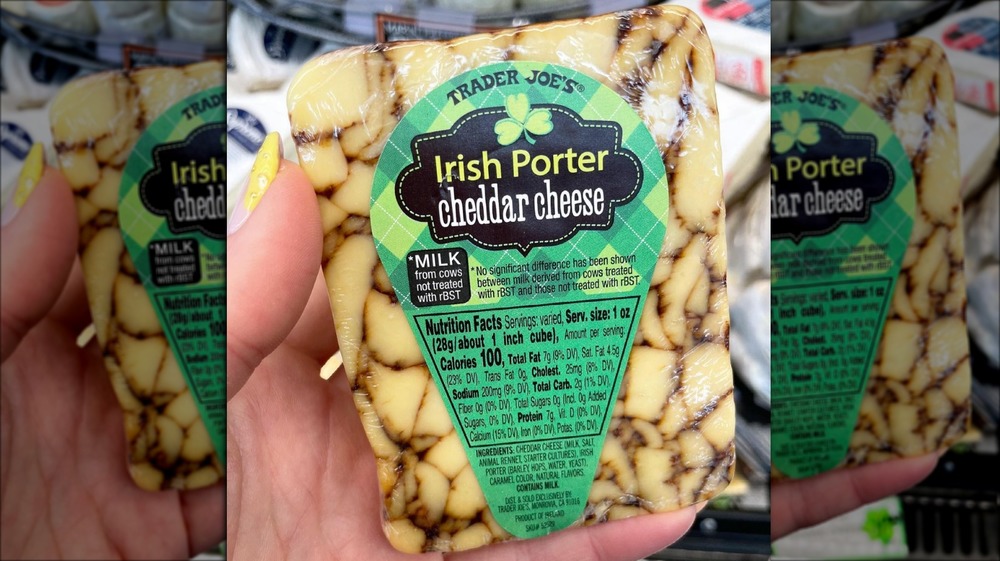 TRADER JOE'S®
Irish Porter
cheddar cheese
*MILK
from cows
not treated
with rBST
*No significant difference has been shown
between milk derived from cows treated
with rBST and those not treated with rBST.
Nutrition Facts Servings: varied, Serv. size: 1 oz
(28g/about 1 inch cube), Amount per serving:
Calories 100, Total Fat 7g (9% DV), Sat. Fat 4.5g
(23% DV), Trans Fat 0g, Cholest. 25mg (8% DV),
Sodium 200mg (9% DV), Total Carb. 2g (1% DV),
Fiber 0g (0% DV), Total Sugars 0g (Incl. 0g Added
Sugars, 0% DV), Protein 7g, Vit. D (0% DV),
Calcium (15% DV), Iron (0% DV), Potas. (0% DV).
INGREDIENTS: CHEDDAR CHEESE (MILK, SALT,
ANIMAL RENNET, STARTER CULTURES), IRISH
PORTER (BARLEY, HOPS, WATER, YEAST),
CARAMEL COLOR, NATURAL FLAVORS.
CONTAINS MILK.
DIST. & SOLD EXCLUSIVELY BY:
TRADER JOE'S, MONROVIA, CA 91016
PRODUCT OF IRELAND
SKU#